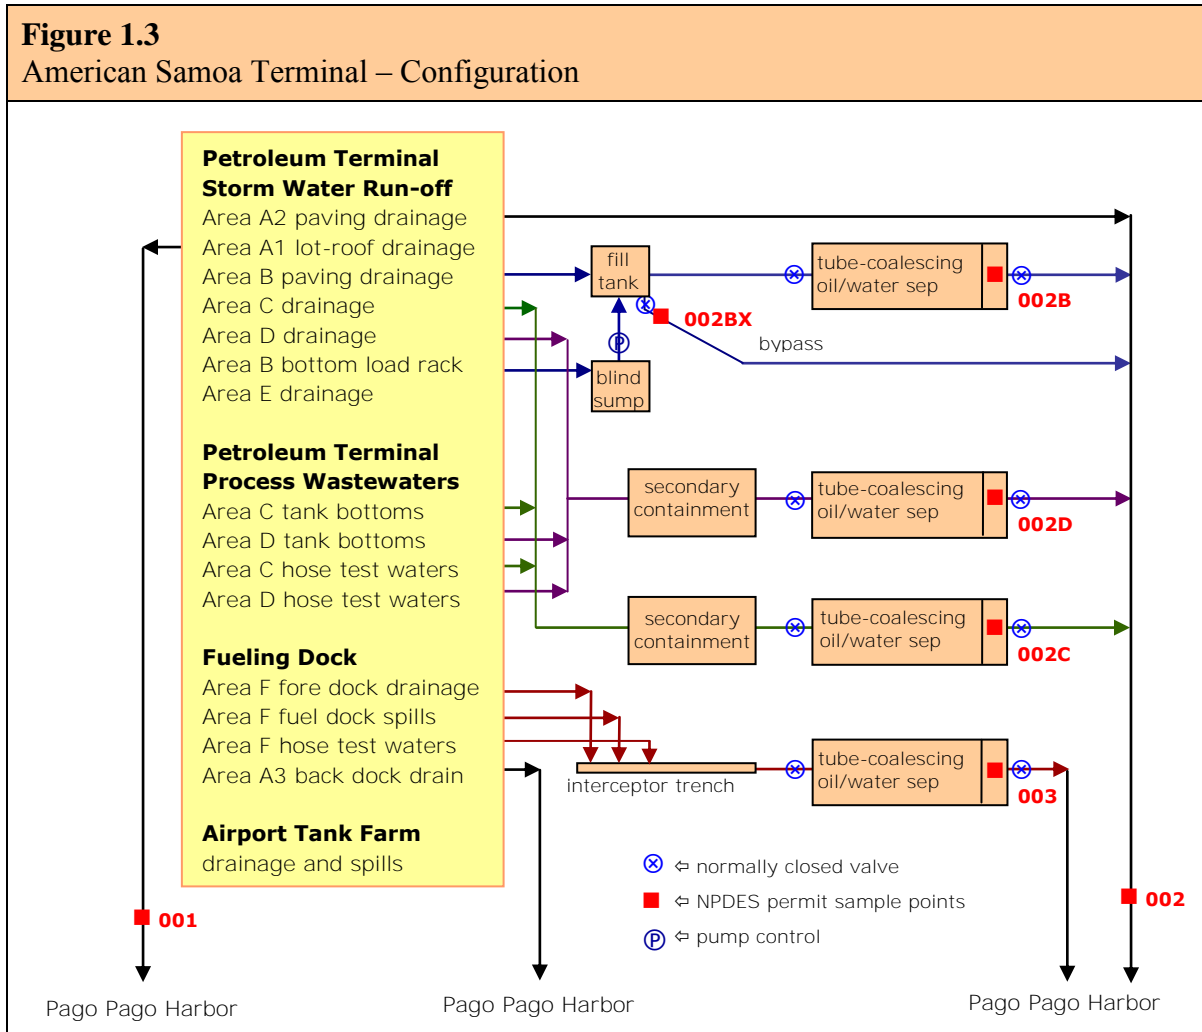 Figure 1.3
American Samoa Terminal – Configuration
Petroleum Terminal
Storm Water Run-off
Area A2 paving drainage
Area A1 lot-roof drainage
Area B paving drainage
Area C drainage
Area D drainage
Area B bottom load rack
Area E drainage
Petroleum Terminal
Process Wastewaters
Area C tank bottoms
Area D tank bottoms
Area C hose test waters
Area D hose test waters
Fueling Dock
Area F fore dock drainage
Area F fuel dock spills
Area F hose test waters
Area A3 back dock drain
Airport Tank Farm
drainage and spills
fill
tank
tube-coalescing
oil/water sep
002B
002BX
bypass
P
blind
sump
secondary
containment
tube-coalescing
oil/water sep
002D
secondary
containment
tube-coalescing
oil/water sep
002C
interceptor trench
tube-coalescing
oil/water sep
003
⇦ normally closed valve
⇦ NPDES permit sample points
P ⇦ pump control
001
002
Pago Pago Harbor
Pago Pago Harbor
Pago Pago Harbor